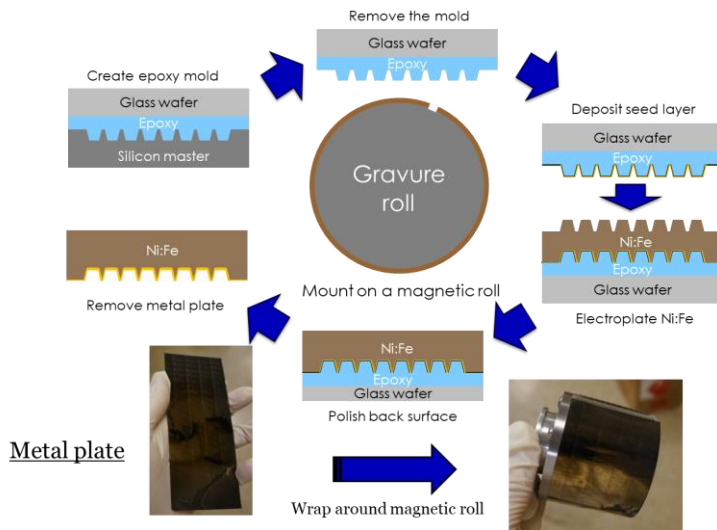 Remove the mold
Glass wafer
Epoxy
Create epoxy mold
Glass wafer
Epoxy
Silicon master
Deposit seed layer
Glass wafer
Epoxy
Gravure
roll
Ni:Fe
Epoxy
Glass wafer
Electroplate Ni:Fe
Ni:Fe
Remove metal plate
Mount on a magnetic roll
Ni:Fe
Epoxy
Glass wafer
Polish back surface
Metal plate
Wrap around magnetic roll